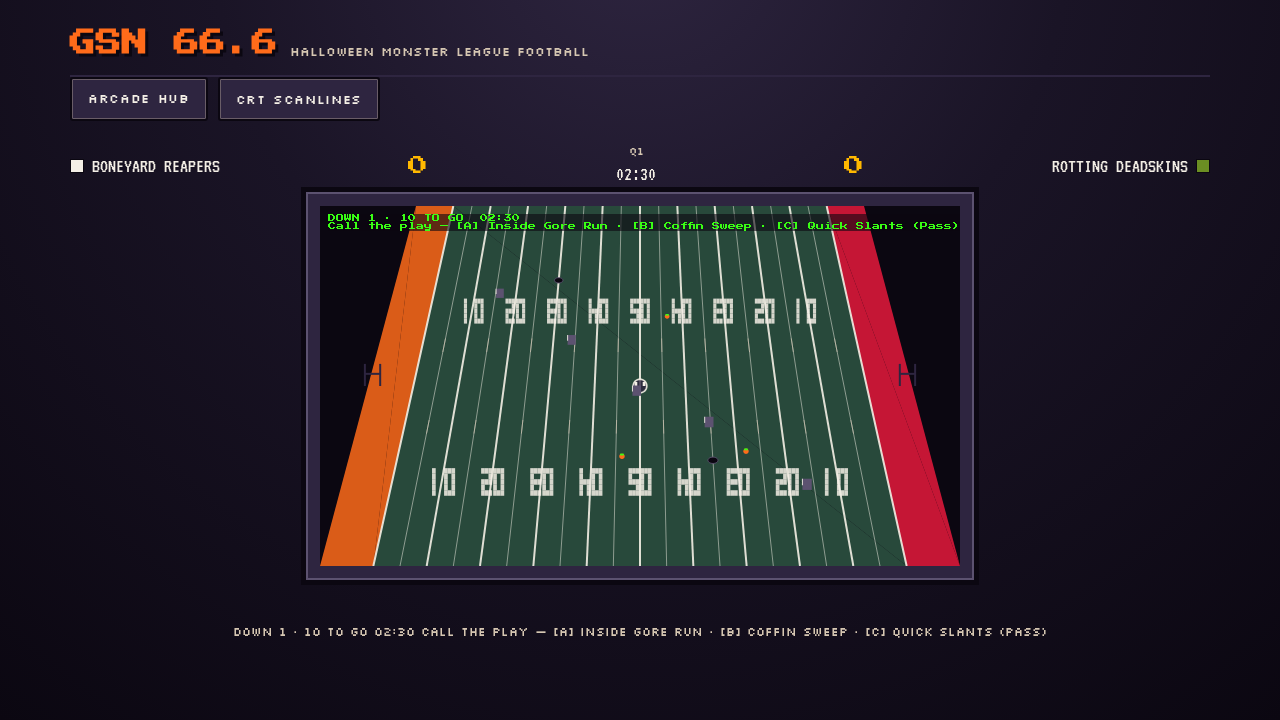 GSN 66.6 HALLOWEEN MONSTER LEAGUE FOOTBALL
ARCADE HUB CRT SCANLINES
Q1
BONEYARD REAPERS 0 02:30 0 ROTTING DEADSKINS
DOWN 1 · 10 TO GO 02:30
Call the play — [A] Inside Gore Run · [B] Coffin Sweep · [C] Quick Slants (Pass)
10 20 30 40 50 40 30 20 10
10 20 30 40 50 40 30 20 10
DOWN 1 · 10 TO GO 02:30 CALL THE PLAY — [A] INSIDE GORE RUN · [B] COFFIN SWEEP · [C] QUICK SLANTS (PASS)